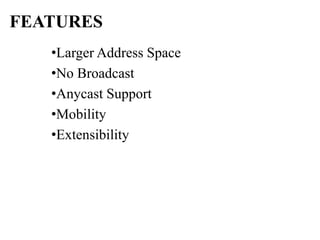 FEATURES
•Larger Address Space
•No Broadcast
•Anycast Support
•Mobility
•Extensibility